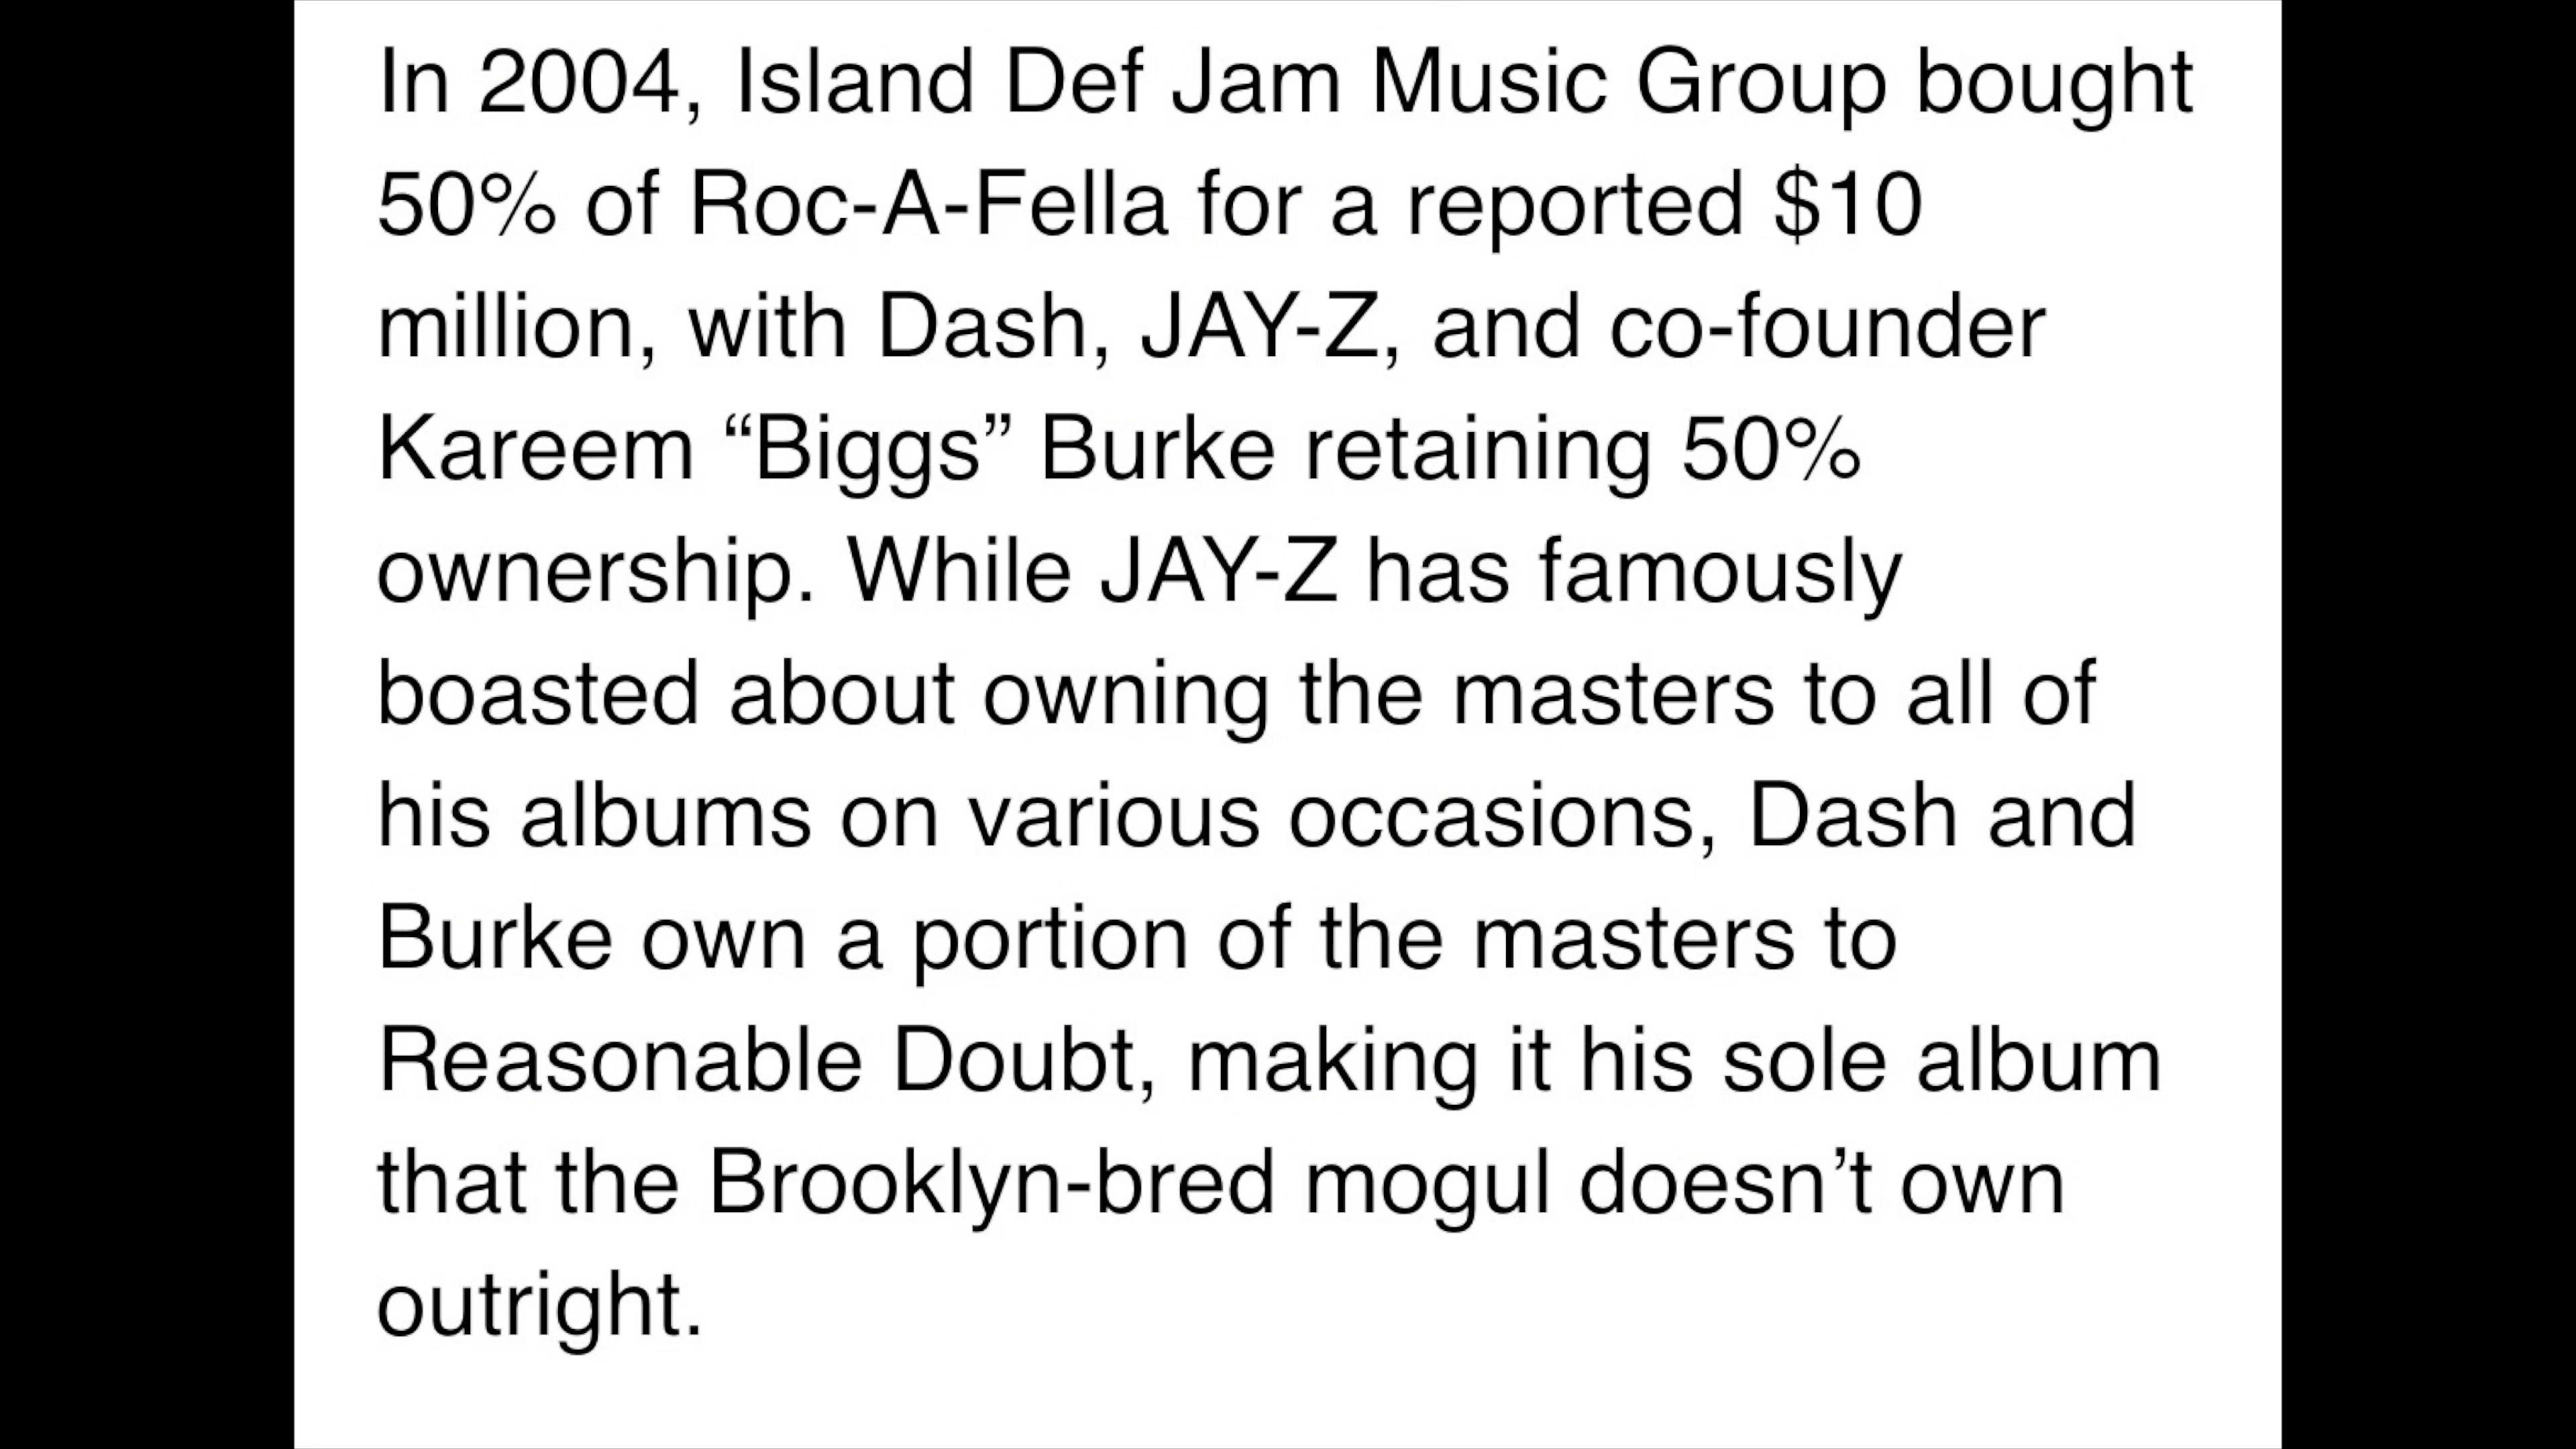 In 2004, Island Def Jam Music Group bought
50% of Roc-A-Fella for a reported $10
million, with Dash, JAY-Z, and co-founder
Kareem “Biggs” Burke retaining 50%
ownership. While JAY-Z has famously
boasted about owning the masters to all of
his albums on various occasions, Dash and
Burke own a portion of the masters to
Reasonable Doubt, making it his sole album
that the Brooklyn-bred mogul doesn’t own
outright.